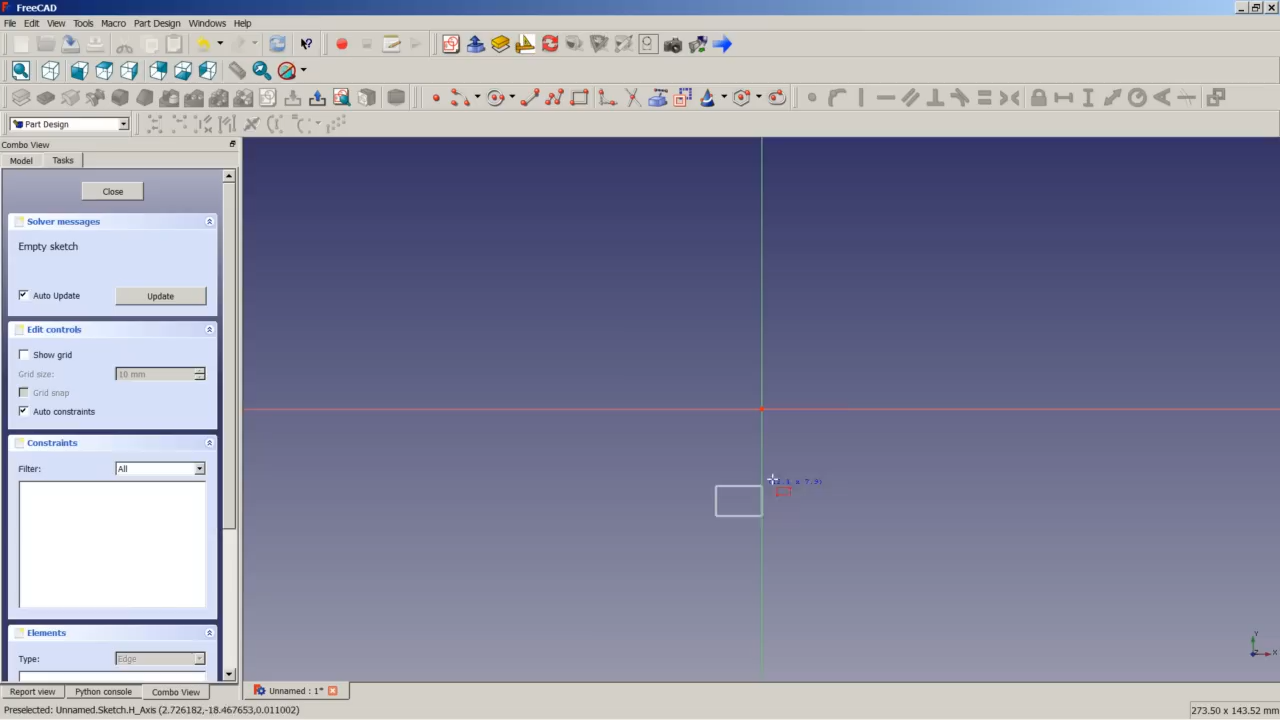 FreeCAD
File Edit View Tools Macro Part Design Windows Help
Part Design
Combo View
Model Tasks
Close
Solver messages
Empty sketch
Auto Update Update
Edit controls
Show grid
Grid size: 10 mm
Grid snap
Auto constraints
Constraints
Filter: All
Elements
Type: Edge
Report view Python console Combo View Unnamed : 1*
Y
X
Preselected: Unnamed.Sketch.H_Axis (2.726182,-18.467653,0.011002) 273.50 x 143.52 mm